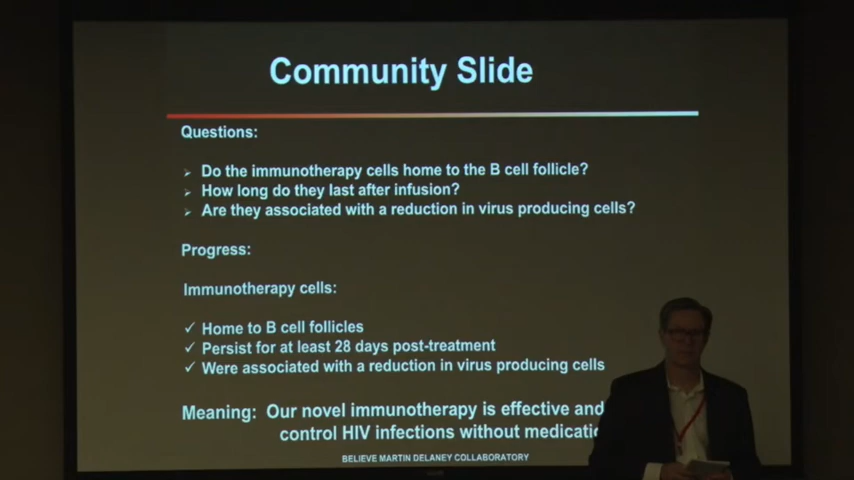 Community Slide
Questions:
Do the immunotherapy cells home to the B cell follicle?
How long do they last after infusion?
Are they associated with a reduction in virus producing cells?
Progress:
Immunotherapy cells:
Home to B cell follicles
Persist for at least 28 days post-treatment
Were associated with a reduction in virus producing cells
Meaning: Our novel immunotherapy is effective and
control HIV infections without
BELIEVE MARTIN DELANEY COLLABORATORY